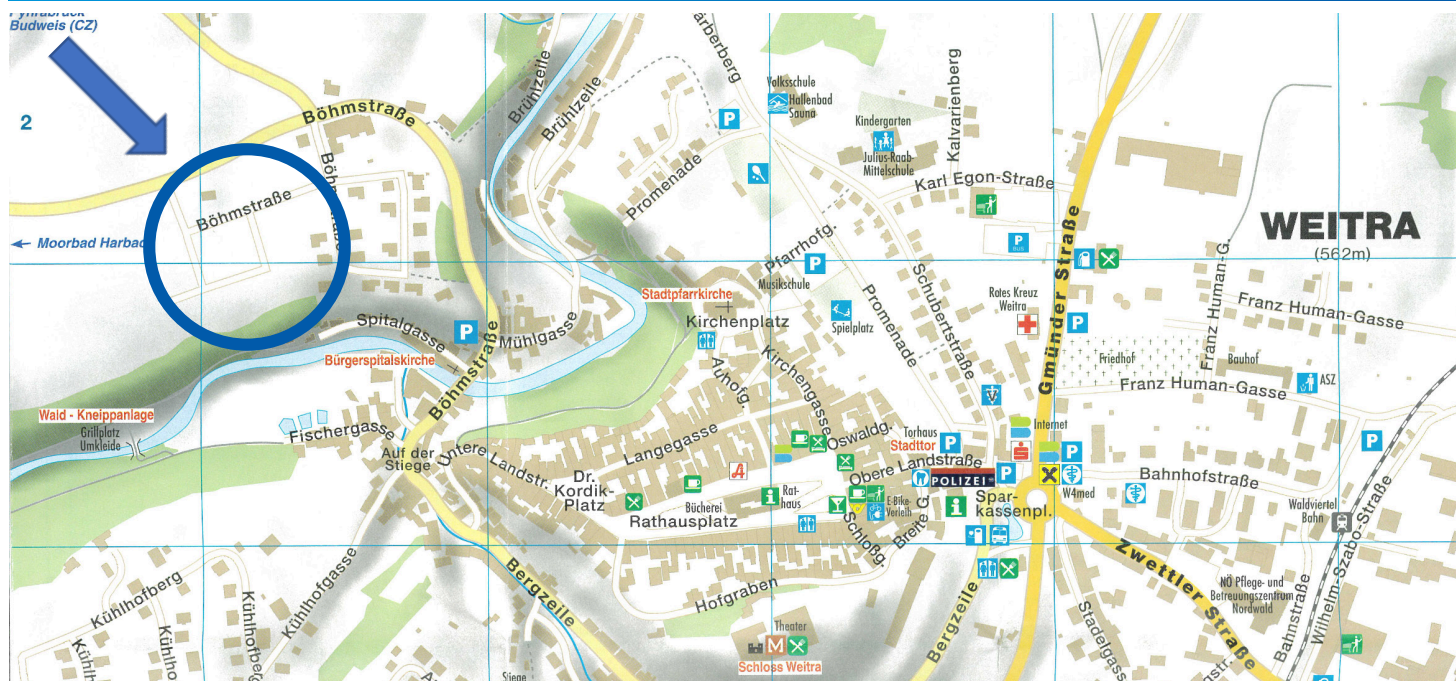 Budweis (CZ)
2
Böhmstraße
Brühlzeile
Brühlzeile
Böhmstraße
Moorbad Harbac
Volksschule
Hallenbad
Sauna
Kindergarten
Julius-Raab-
Mittelschule
Kalvarienberg
Karl Egon-Straße
Promenade
P
P
BUS
WEITRA
(562m)
Pfarrhofg.
P
Musikschule
Stadtpfarrkirche
Kirchenplatz
Spielplatz
Promenade
Schubertstraße
Rotes Kreuz
Weitra
P
Gmünder Straße
Franz Human-G.
Franz Human-Gasse
Friedhof
Bauhof
Franz Human-Gasse
ASZ
Spitalgasse
P
Mühlgasse
Bürgerspitalskirche
Böhmstraße
Wald - Kneippanlage
Grillplatz
Umkleide
Fischergasse
Auf der
Stiege
Untere Landstr.
Dr.
Kordik-
Platz
Langegasse
Auhofg.
Kirchengasse
Oswaldg.
Torhaus
Stadttor
P
Internet
P
P
Obere Landstraße
POLIZEI
Bahnhofstraße
W4med
Bücherei
Rathausplatz
Rat-
haus
E-Bike-
Verleih
Schloßg.
Breite G.
Spar-
kassenpl.
P
Waldviertel
Bahn
Wilhelm-Szabo-Straße
Kühlhofberg
Kühlhofgasse
Bergzeile
Hofgraben
Theater
M
Schloss Weitra
Bergzeile
Zwettler Straße
NÖ Pflege- und
Betreuungszentrum
Nordwald
Bahnstraße
Stadelgass
Stiege